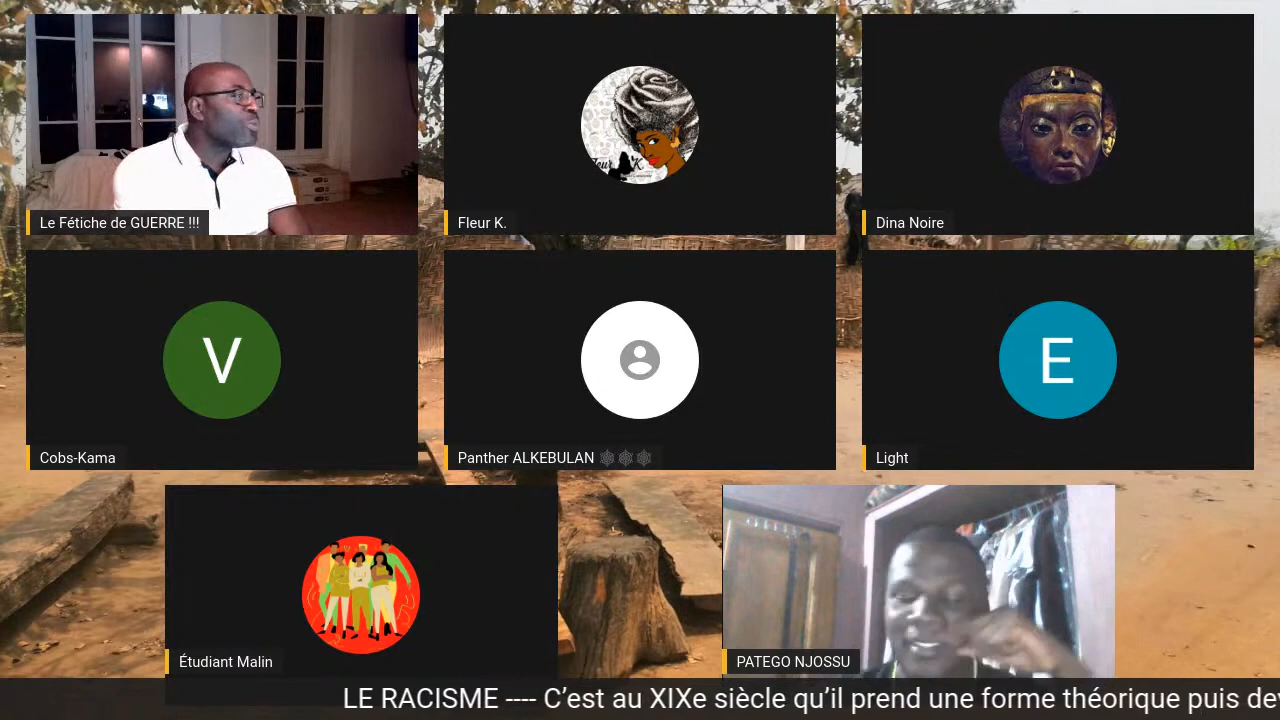 Le Fétiche de GUERRE !!!
Fleur K.
Dina Noire
V
Cobs-Kama
Panther ALKEBULAN 🕸🕸🕸
E
Light
Étudiant Malin
PATEGO NJOSSU
LE RACISME ---- C’est au XIXe siècle qu’il prend une forme théorique puis dev